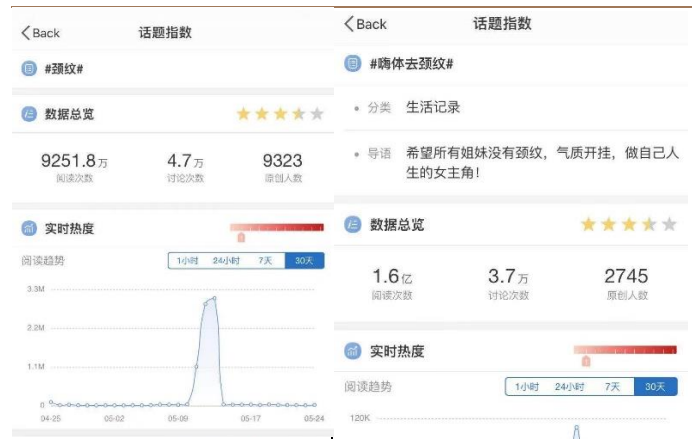 Back
话题指数
#颈纹#
数据总览
9251.8万
4.7万
9323
阅读次数
讨论次数
原创人数
实时热度
阅读趋势
1小时
24小时
7天
30天
3.3M
2.2M
1.1M
0
04-25
05-02
05-09
05-17
05-24
Back
话题指数
#嗨体去颈纹#
分类 生活记录
导语 希望所有姐妹没有颈纹，气质开挂，做自己人
生的女主角！
数据总览
1.6亿
3.7万
2745
阅读次数
讨论次数
原创人数
实时热度
阅读趋势
1小时
24小时
7天
30天
120K